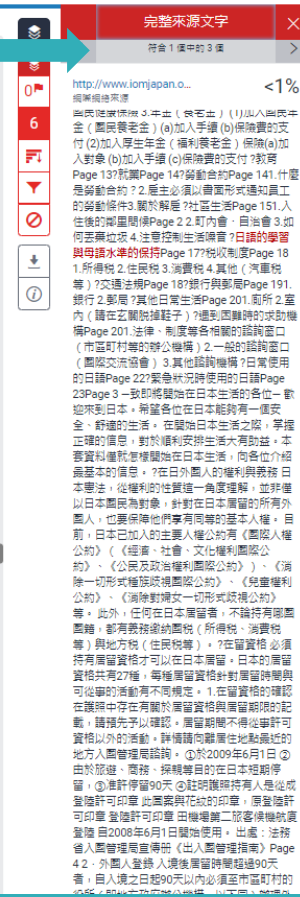 完整來源文字
符合 1 個中的 3 個
http://www.iomjapan.o...
<1%
網際網絡來源
6
國民健康保險 3.年金（養老金）(1)加入國民年
金（國民養老金）(a)加入手續 (b)保險費的支
付 (2)加入厚生年金（福利養老金）保險(a)加
入對象 (b)加入手續 (c)保險費的支付 ?教育
Page 13?就業Page 14?勞動合約Page 141.什麼
是勞動合約？2.雇主必須以書面形式通知員工
的勞動條件3.關於解雇 ?社區生活Page 151.入
住後的鄰里關係Page 2 2.町內會・自治會 3.如
何丟棄垃圾 4.注意控制生活噪音 ?日語的學習
與母語水準的保持Page 17?稅收制度Page 18
1.所得稅 2.住民稅 3.消費稅 4.其他（汽車稅
等）?交通法規Page 18?銀行與郵局Page 191.
銀行 2.郵局 ?其他日常生活Page 201.廁所 2.室
內（請在玄關脫掉鞋子）?遇到困難時的求助機
構Page 201.法律、制度等各相關的諮詢窗口
（市區町村等的辦公機構）2.一般的諮詢窗口
（國際交流協會）3.其他諮詢機構 ?日常使用
的日語Page 22?緊急狀況時使用的日語Page
23Page 3 －致即將開始在日本生活的各位－ 歡
迎來到日本。希望各位在日本能夠有一個安
全、舒適的生活。 在開始在日本生活之際，掌握
正確的信息，對於順利安排生活大有助益。本
套資料僅就怎樣開始在日本生活，向各位介紹
最基本的信息。?在日外國人的權利與義務 日
本憲法，從權利的性質這一角度理解，並非僅
以日本國民為對象，針對在日本居留的所有外
國人，也要保障他們享有同等的基本人權。目
前，日本已加入的主要人權公約有《國際人權
公約》（《經濟、社會、文化權利國際公
約》、《公民及政治權利國際公約》）、《消
除一切形式種族歧視國際公約》、《兒童權利
公約》、《消除對婦女一切形式歧視公約》
等。 此外，任何在日本居留者，不論持有哪國
國籍，都有義務繳納國稅（所得稅、消費稅
等）與地方稅（住民稅等）。?在留資格 必須
持有居留資格才可以在日本居留。日本的居留
資格共有27種，每種居留資格針對居留時間與
可從事的活動有不同規定。 1.在留資格的確認
在護照中存在有關於居留資格與居留期限的記
載，請預先予以確認。居留期間不得從事許可
資格以外的活動。詳情請向離居住地點最近的
地方入國管理局諮詢。 ①於2009年6月1日 ②
由於旅遊、商務、探親等目的在日本短期停
留，③准許停留90天 ④註明護照持有人是從成
登陸許可印章 此圖案與花紋的印章，原登陸許
可印章 登陸許可印章 由機場第二旅客候機航廈
登陸 自2008年6月1日開始使用。 出處：法務
省入國管理局宣傳冊《出入國管理指南》Page
4 2．外國人登錄 入境後居留時間超過90天
者，自入境之日起90天以內必須至市區町村的